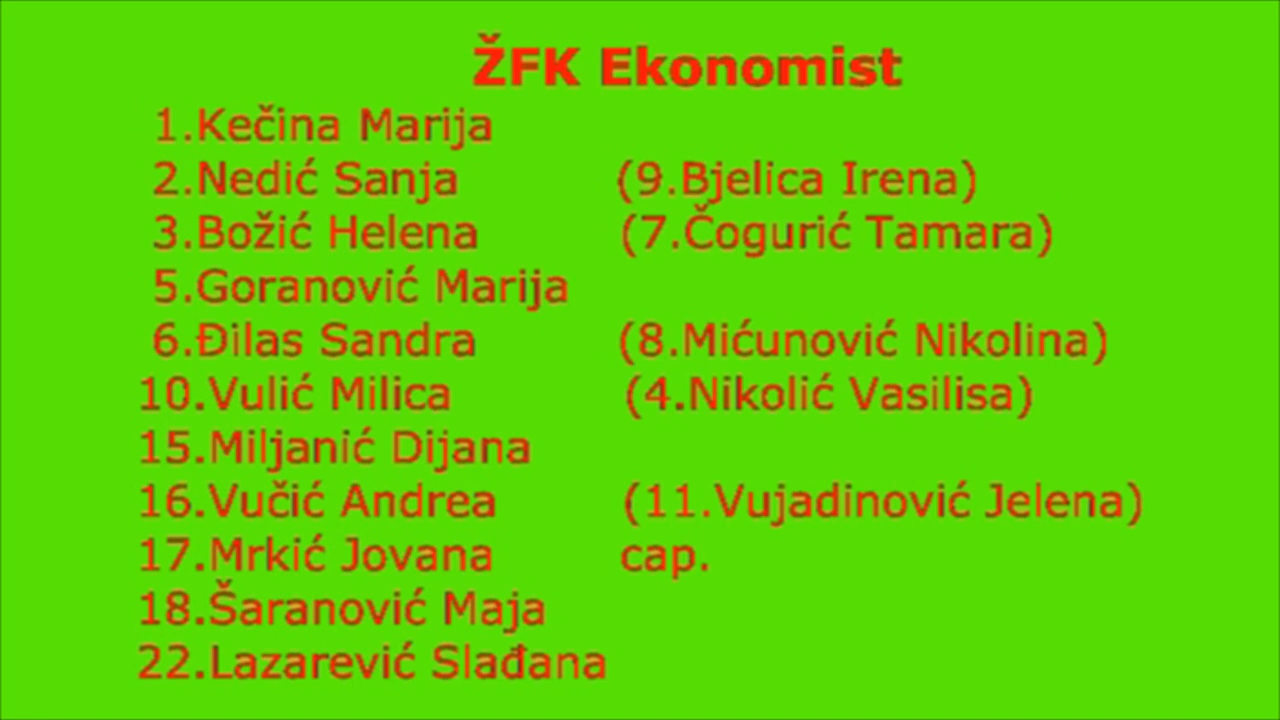 ŽFK Ekonomist
1.Kečina Marija
2.Nedić Sanja (9.Bjelica Irena)
3.Božić Helena (7.Čogurić Tamara)
5.Goranović Marija
6.Đilas Sandra (8.Mićunović Nikolina)
10.Vulić Milica (4.Nikolić Vasilisa)
15.Miljanić Dijana
16.Vučić Andrea (11.Vujadinović Jelena)
17.Mrkić Jovana cap.
18.Šaranović Maja
22.Lazarević Slađana